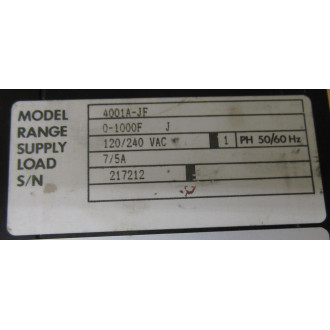 MODEL 4001A-JF
RANGE 0-1000F J
SUPPLY 120/240 VAC 1 PH 50/60 Hz
LOAD 7/5A
S/N 217212